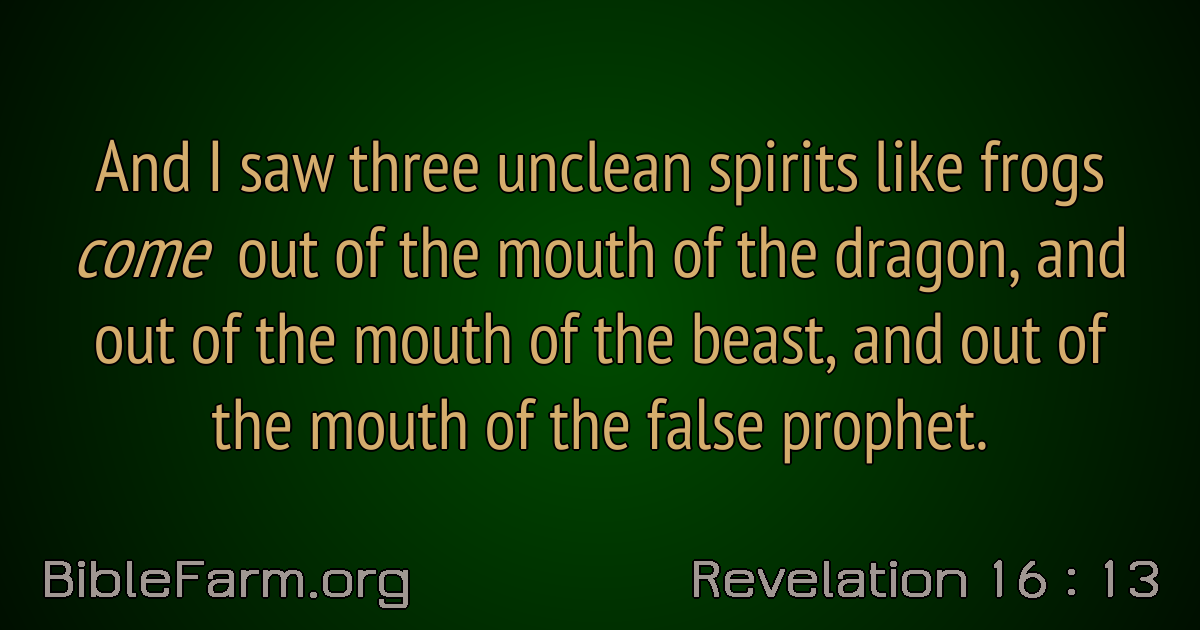 And I saw three unclean spirits like frogs
come out of the mouth of the dragon, and
out of the mouth of the beast, and out of
the mouth of the false prophet.
BibleFarm.org
Revelation 16 : 13